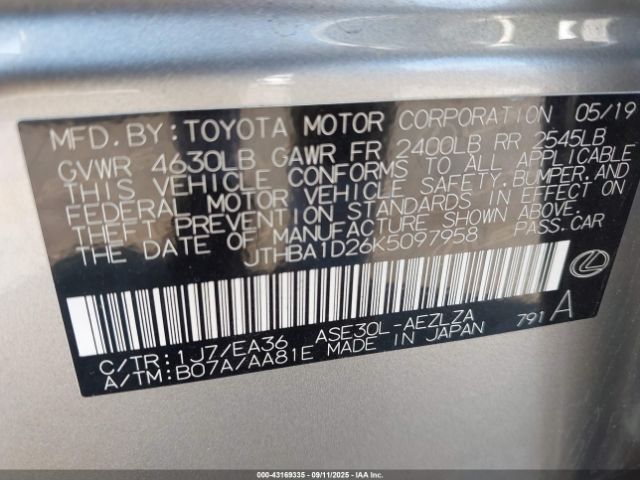 MFD. BY: TOYOTA MOTOR CORPORATION 05/19
GVWR 4630LB GAWR FR 2400LB RR 2545LB
THIS VEHICLE CONFORMS TO ALL APPLICABLE
FEDERAL MOTOR VEHICLE SAFETY, BUMPER, AND
THEFT PREVENTION STANDARDS IN EFFECT ON
THE DATE OF MANUFACTURE SHOWN ABOVE.
JTHBA1D26K5097958 PASS. CAR
C/TR: 1J7/EA36 ASE30L-AEZLZA
A/TM: B07A/AA81E MADE IN JAPAN 791 A
000-43169335 - 09/11/2025 - IAAI